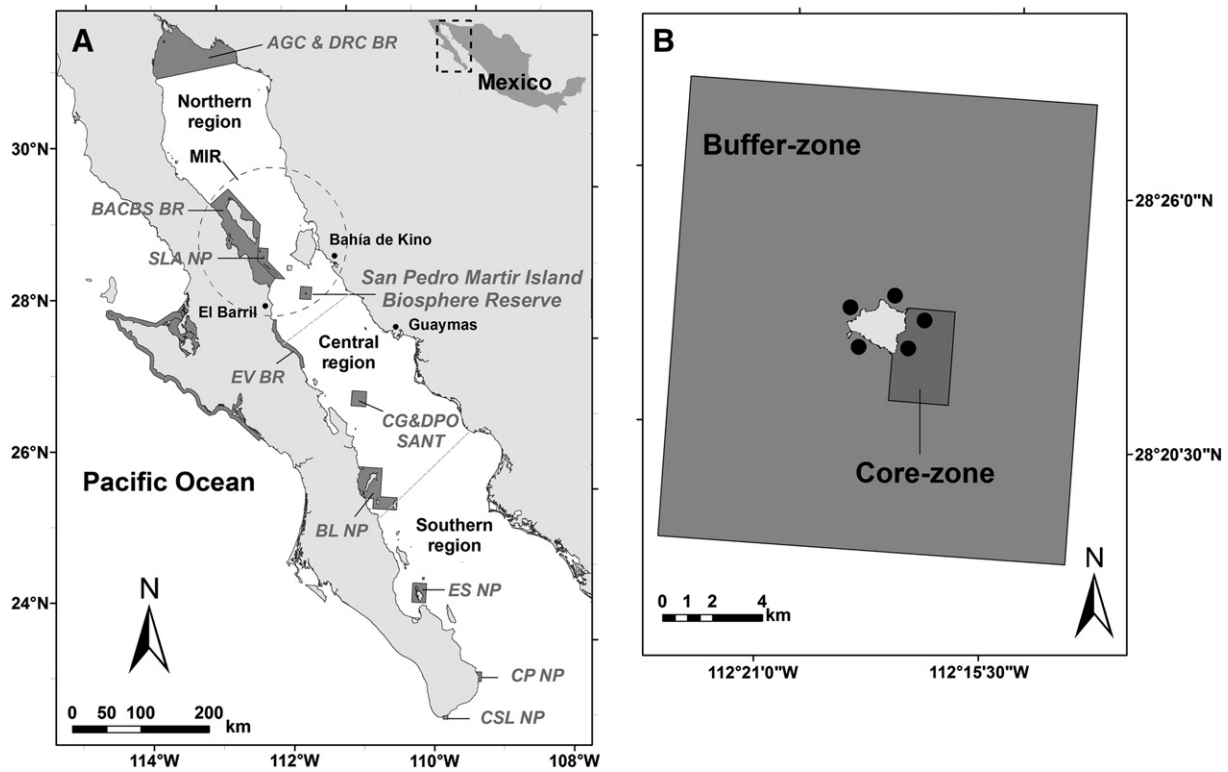 A
AGC & DRC BR
Mexico
Northern
region
MIR
BACBS BR
Bahía de Kino
SLA NP
San Pedro Martir Island
Biosphere Reserve
El Barril
Guaymas
Central
region
EV BR
CG&DPO
SANT
Pacific Ocean
BL NP
Southern
region
ES NP
N
CP NP
CSL NP
0 50 100 200
km
30°N
28°N
26°N
24°N
114°W 112°W 110°W 108°W
B
Buffer-zone
28°26'0"N
Core-zone
28°20'30"N
N
0 1 2 4
km
112°21'0"W 112°15'30"W